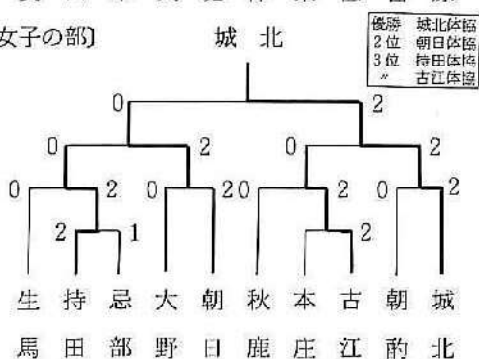 女子の部〕
城北
優勝 城北体協
2位 朝日体協
3位 持田体協
〃 古江体協
0 2
0 2 0 2
0 2 0 2 0 2 0 2
2 1 2
生馬 持田 忌部 大野 朝日 秋鹿 本庄 古江 朝酌 城北